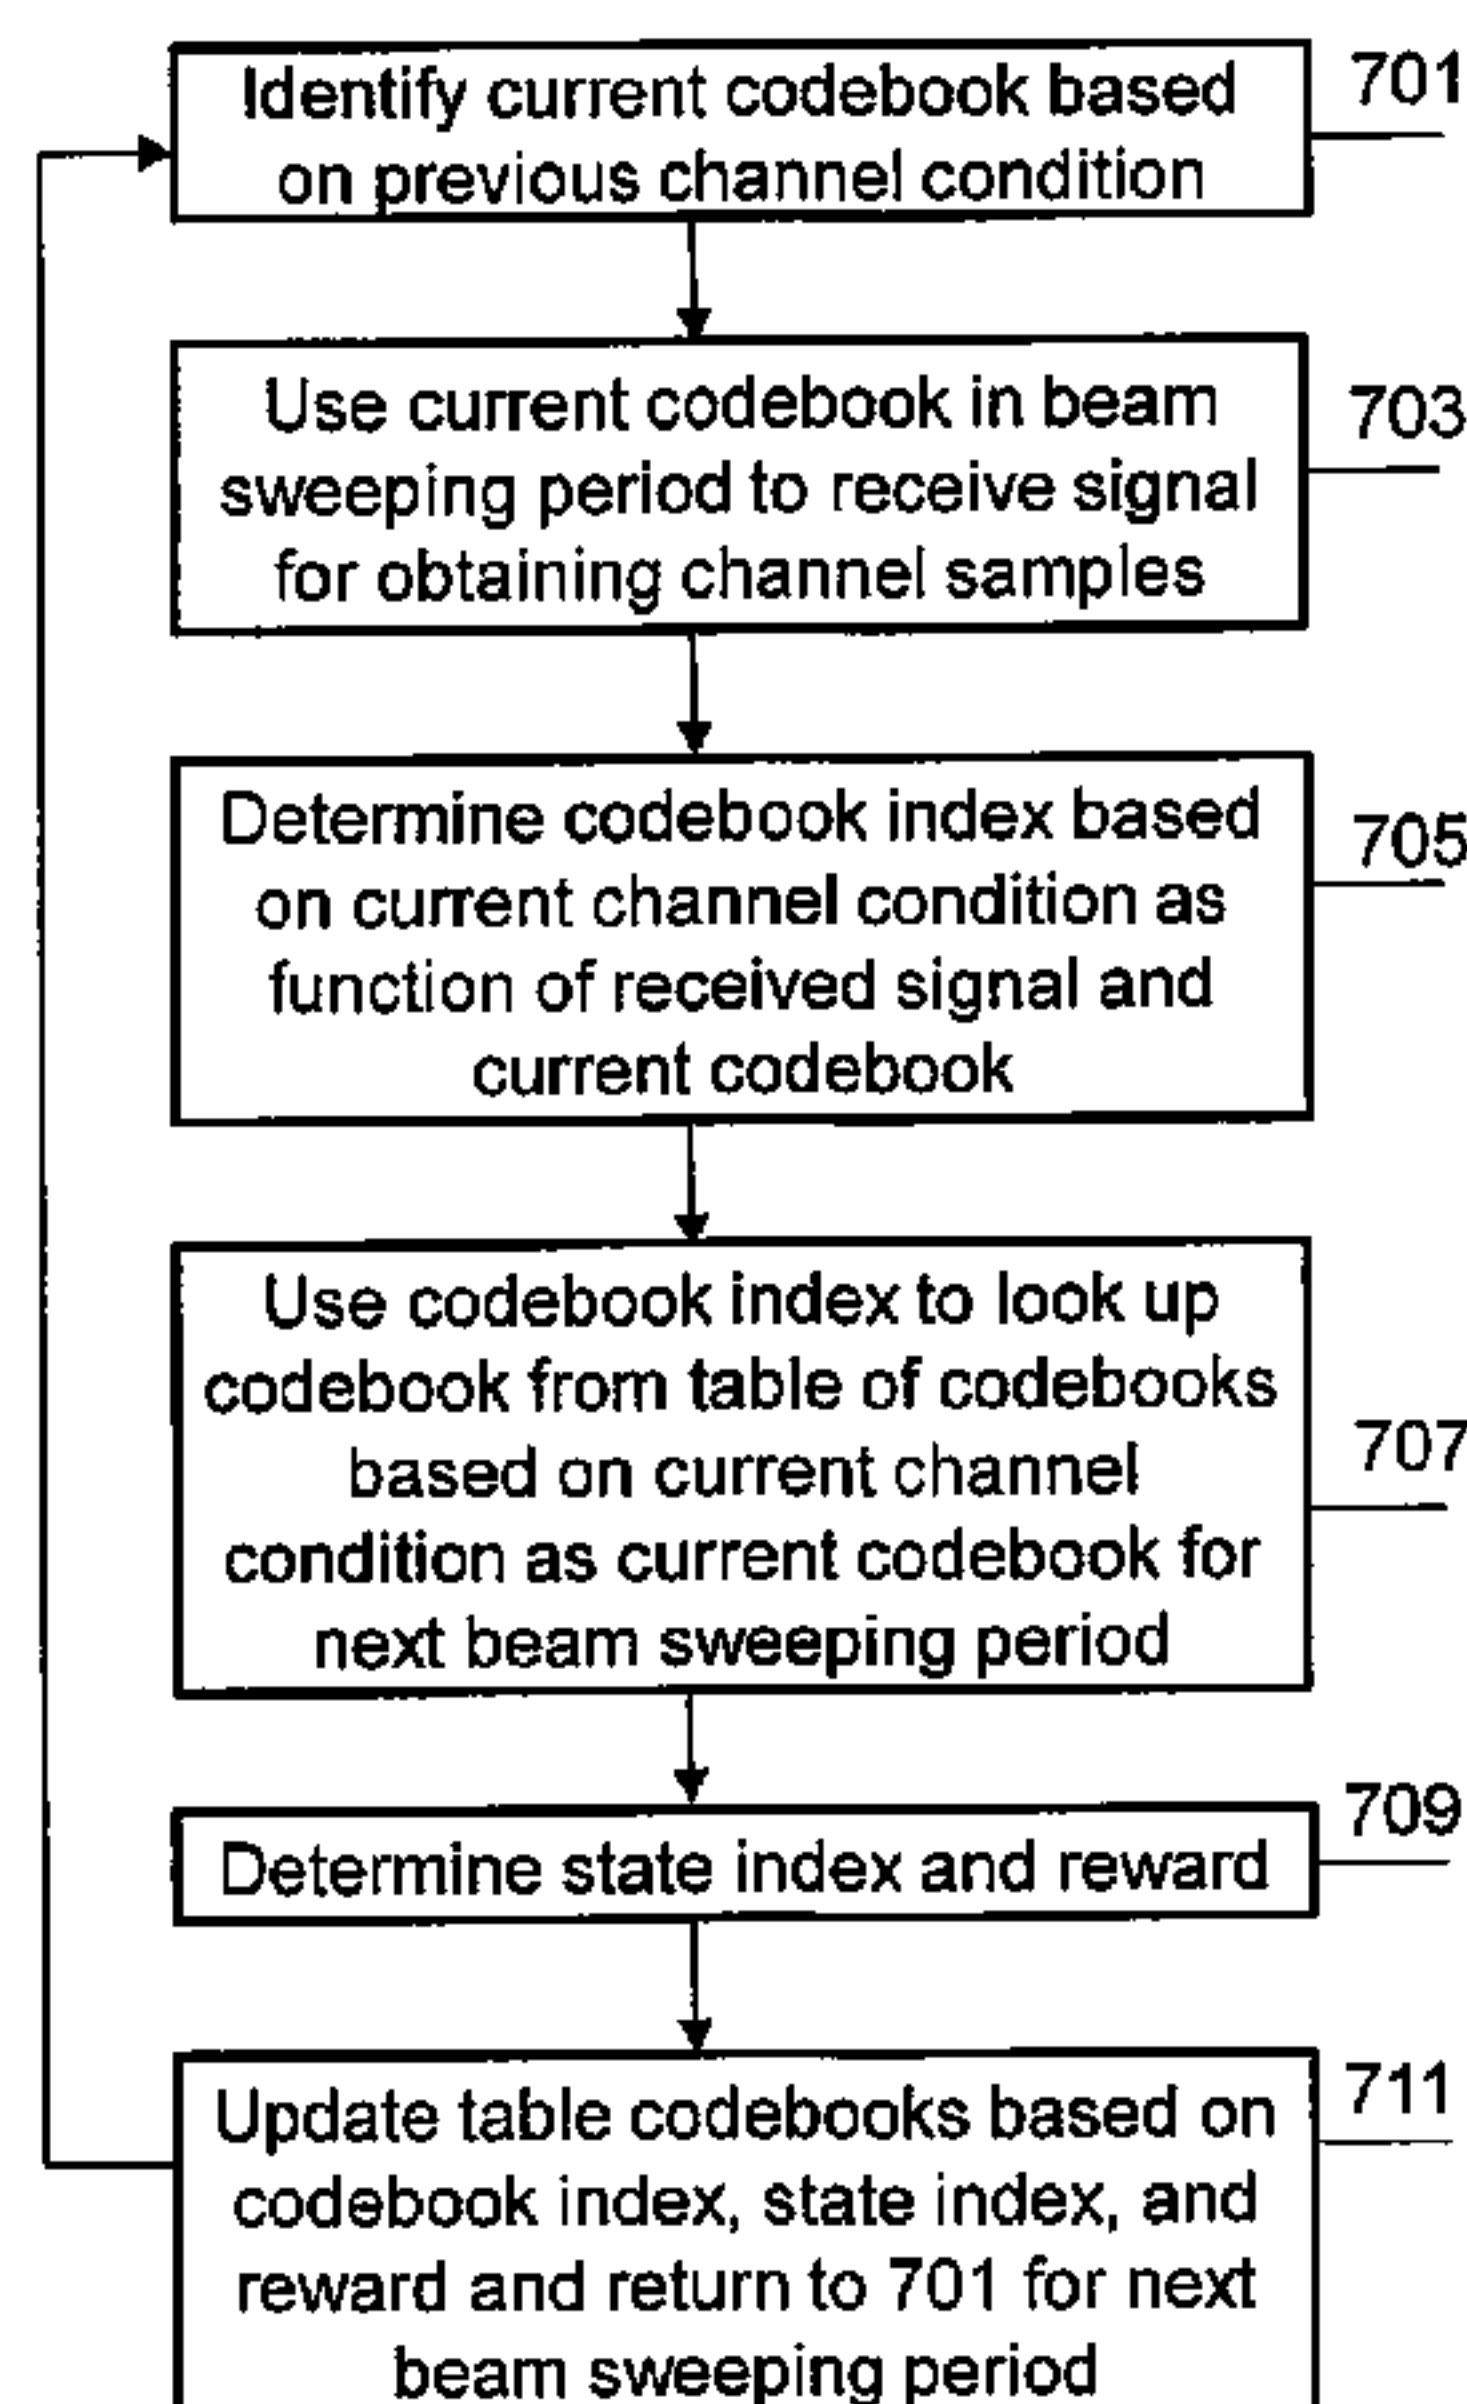 Identify current codebook based
on previous channel condition
701
Use current codebook in beam
sweeping period to receive signal
for obtaining channel samples
703
Determine codebook index based
on current channel condition as
function of received signal and
current codebook
705
Use codebook index to look up
codebook from table of codebooks
based on current channel
condition as current codebook for
next beam sweeping period
707
Determine state index and reward
709
Update table codebooks based on
codebook index, state index, and
reward and return to 701 for next
beam sweeping period
711